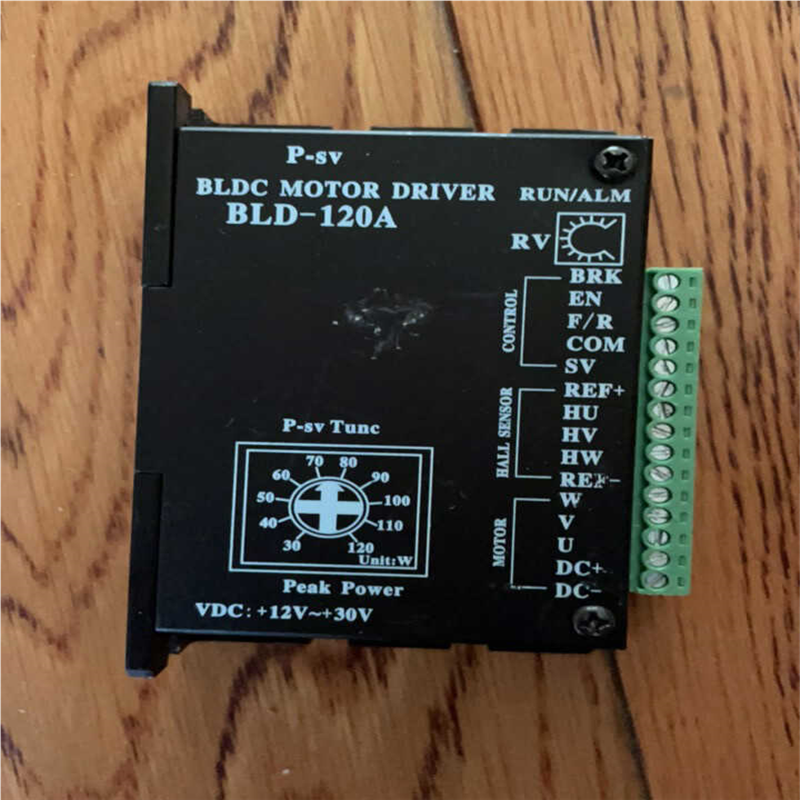 P-sv
BLDC MOTOR DRIVER
BLD-120A
RUN/ALM
RV
CONTROL
BRK
EN
F/R
COM
SV
HALL SENSOR
REF+
HU
HV
HW
REF-
MOTOR
W
V
U
DC+
DC-
P-sv Tunc
30
40
50
60
70
80
90
100
110
120
Unit:W
Peak Power
VDC: +12V~+30V